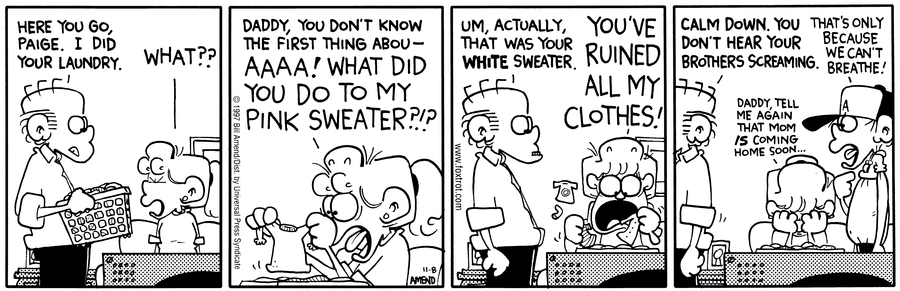 HERE YOU GO,
PAIGE. I DID
YOUR LAUNDRY.
WHAT??
DADDY, YOU DON'T KNOW
THE FIRST THING ABOU—
AAAA! WHAT DID
YOU DO TO MY
PINK SWEATER?!?
© 1997 Bill Amend/Dist. by Universal Press Syndicate
11-8
AMEND
UM, ACTUALLY,
THAT WAS YOUR
WHITE SWEATER.
YOU'VE
RUINED
ALL MY
CLOTHES!
www.foxtrot.com
CALM DOWN. YOU
DON'T HEAR YOUR
BROTHERS SCREAMING.
THAT'S ONLY
BECAUSE
WE CAN'T
BREATHE!
A
DADDY, TELL
ME AGAIN
THAT MOM
IS COMING
HOME SOON...